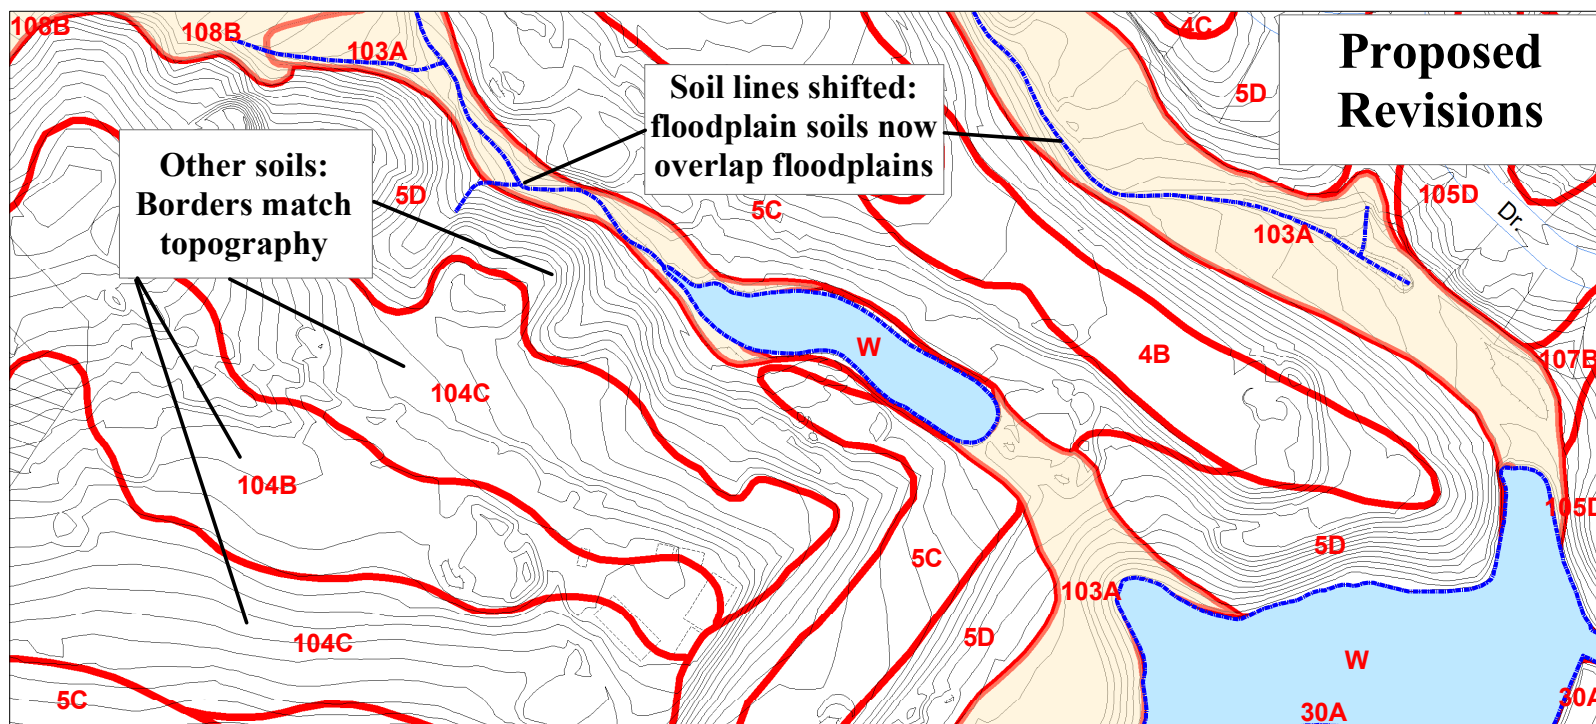 108B
108B
103A
4C
Proposed
Revisions
5D
Soil lines shifted:
floodplain soils now
overlap floodplains
Other soils:
Borders match
topography
5D
5C
105D
Dr.
103A
W
4B
107B
104C
104B
105D
5D
5C
103A
5D
104C
W
5C
30A
30A